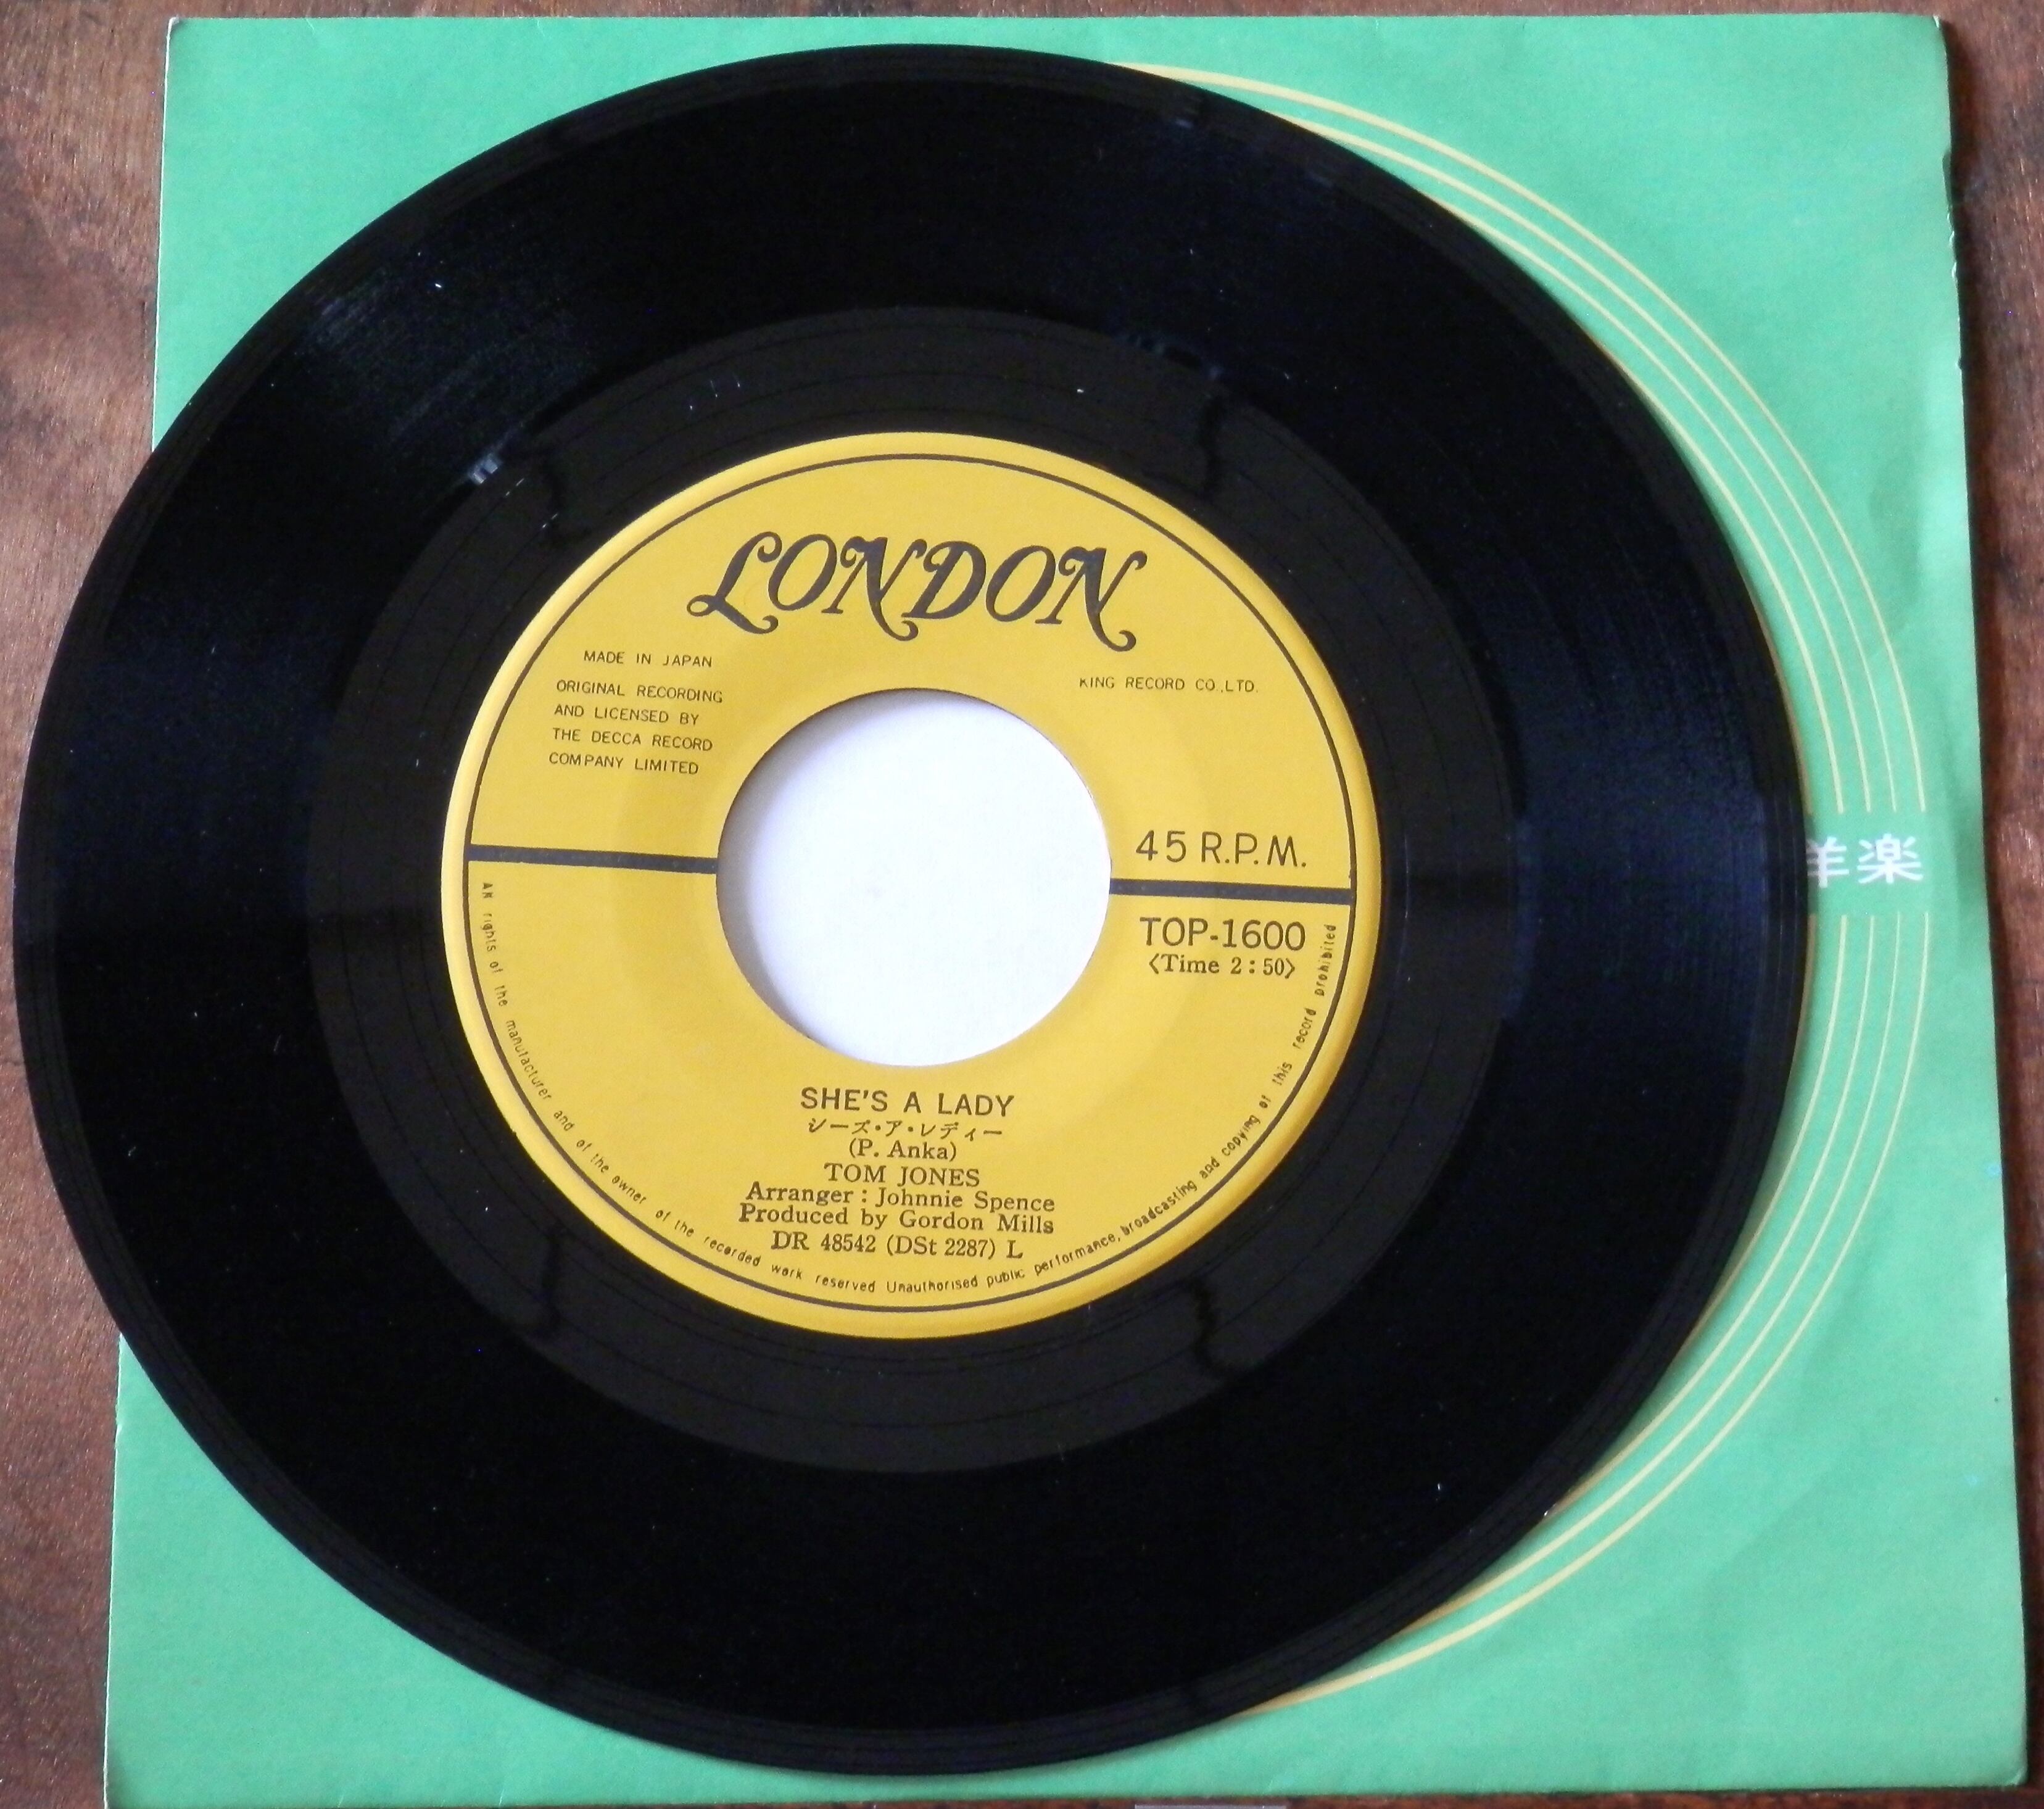 LONDON
MADE IN JAPAN
ORIGINAL RECORDING
AND LICENSED BY
THE DECCA RECORD
COMPANY LIMITED
KING RECORD CO.,LTD.
45 R.P.M.
TOP-1600
〈Time 2:50〉
SHE'S A LADY
シーズ・ア・レディー
(P. Anka)
TOM JONES
Arranger : Johnnie Spence
Produced by Gordon Mills
DR 48542 (DSt 2287) L
All rights of the manufacturer and of the owner of the recorded work reserved Unauthorised public performance, broadcasting and copying of this record prohibited
洋楽